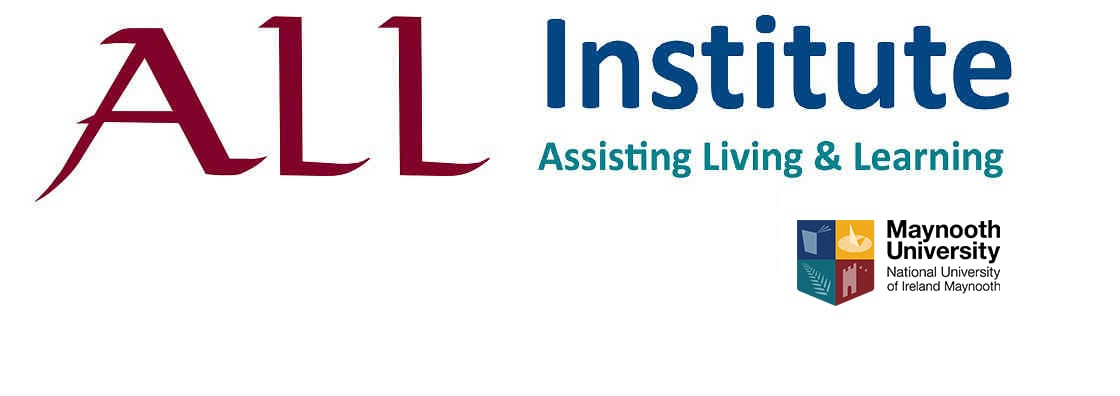 ALL Institute
Assisting Living & Learning
Maynooth
University
National University
of Ireland Maynooth